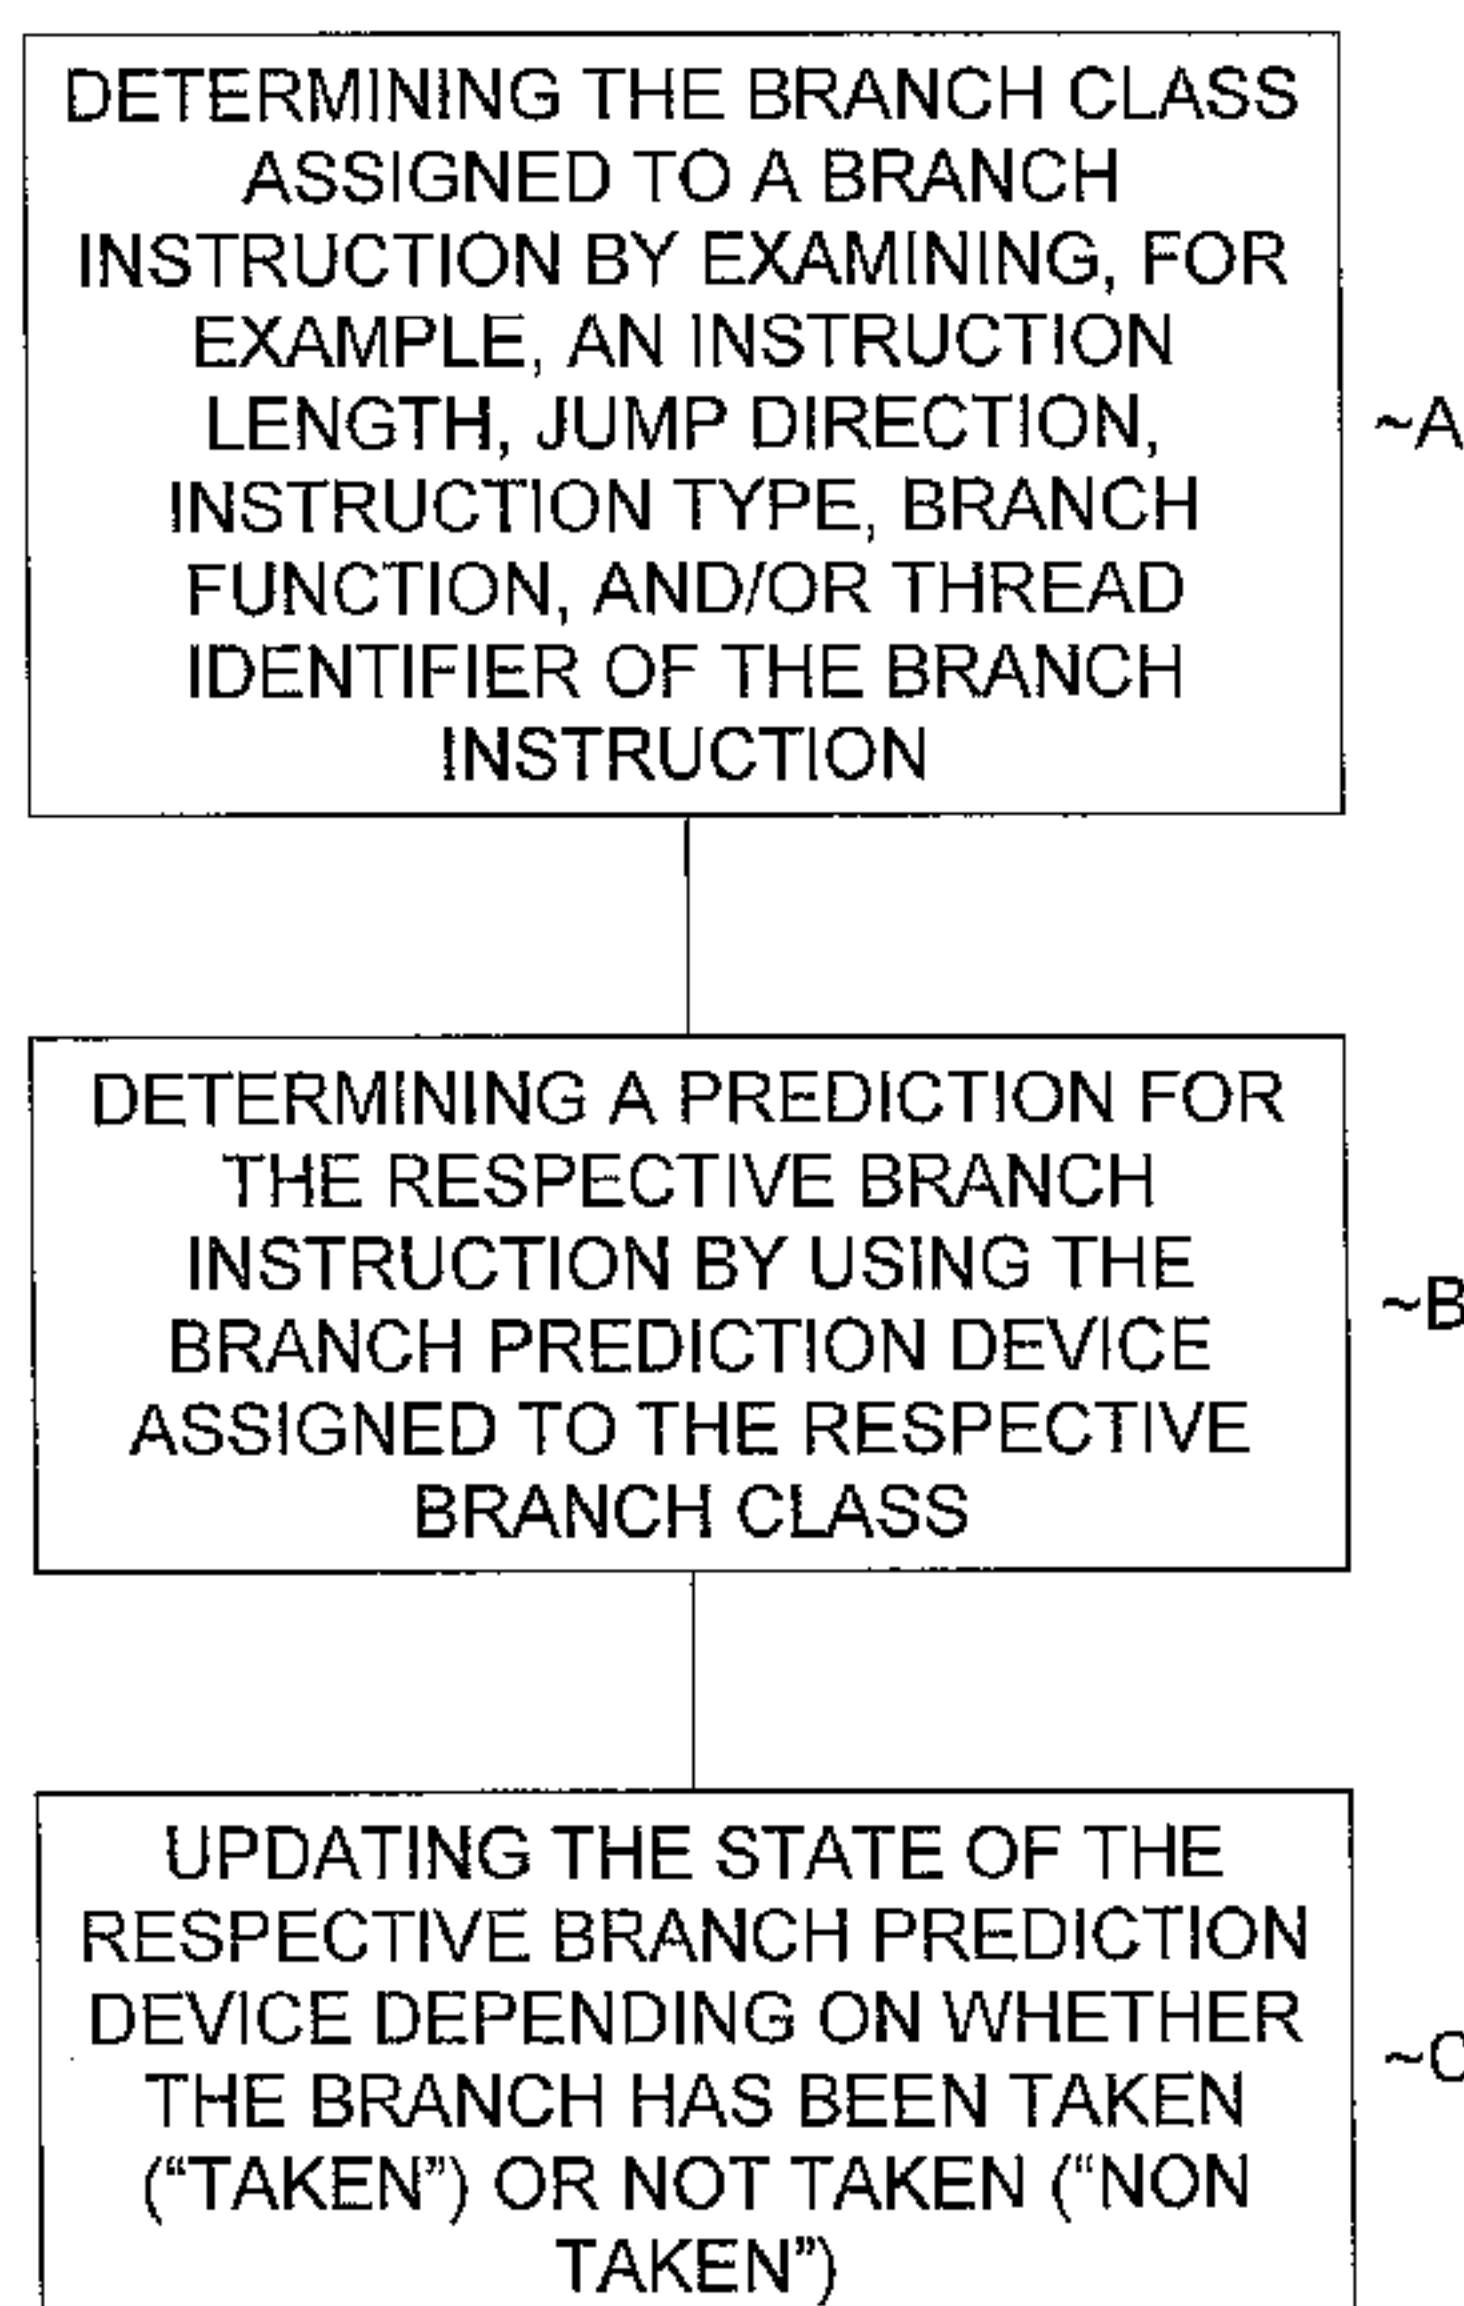 DETERMINING THE BRANCH CLASS
ASSIGNED TO A BRANCH
INSTRUCTION BY EXAMINING, FOR
EXAMPLE, AN INSTRUCTION
LENGTH, JUMP DIRECTION,
INSTRUCTION TYPE, BRANCH
FUNCTION, AND/OR THREAD
IDENTIFIER OF THE BRANCH
INSTRUCTION
~A
DETERMINING A PREDICTION FOR
THE RESPECTIVE BRANCH
INSTRUCTION BY USING THE
BRANCH PREDICTION DEVICE
ASSIGNED TO THE RESPECTIVE
BRANCH CLASS
~B
UPDATING THE STATE OF THE
RESPECTIVE BRANCH PREDICTION
DEVICE DEPENDING ON WHETHER
THE BRANCH HAS BEEN TAKEN
(“TAKEN”) OR NOT TAKEN (“NON
TAKEN”)
~C